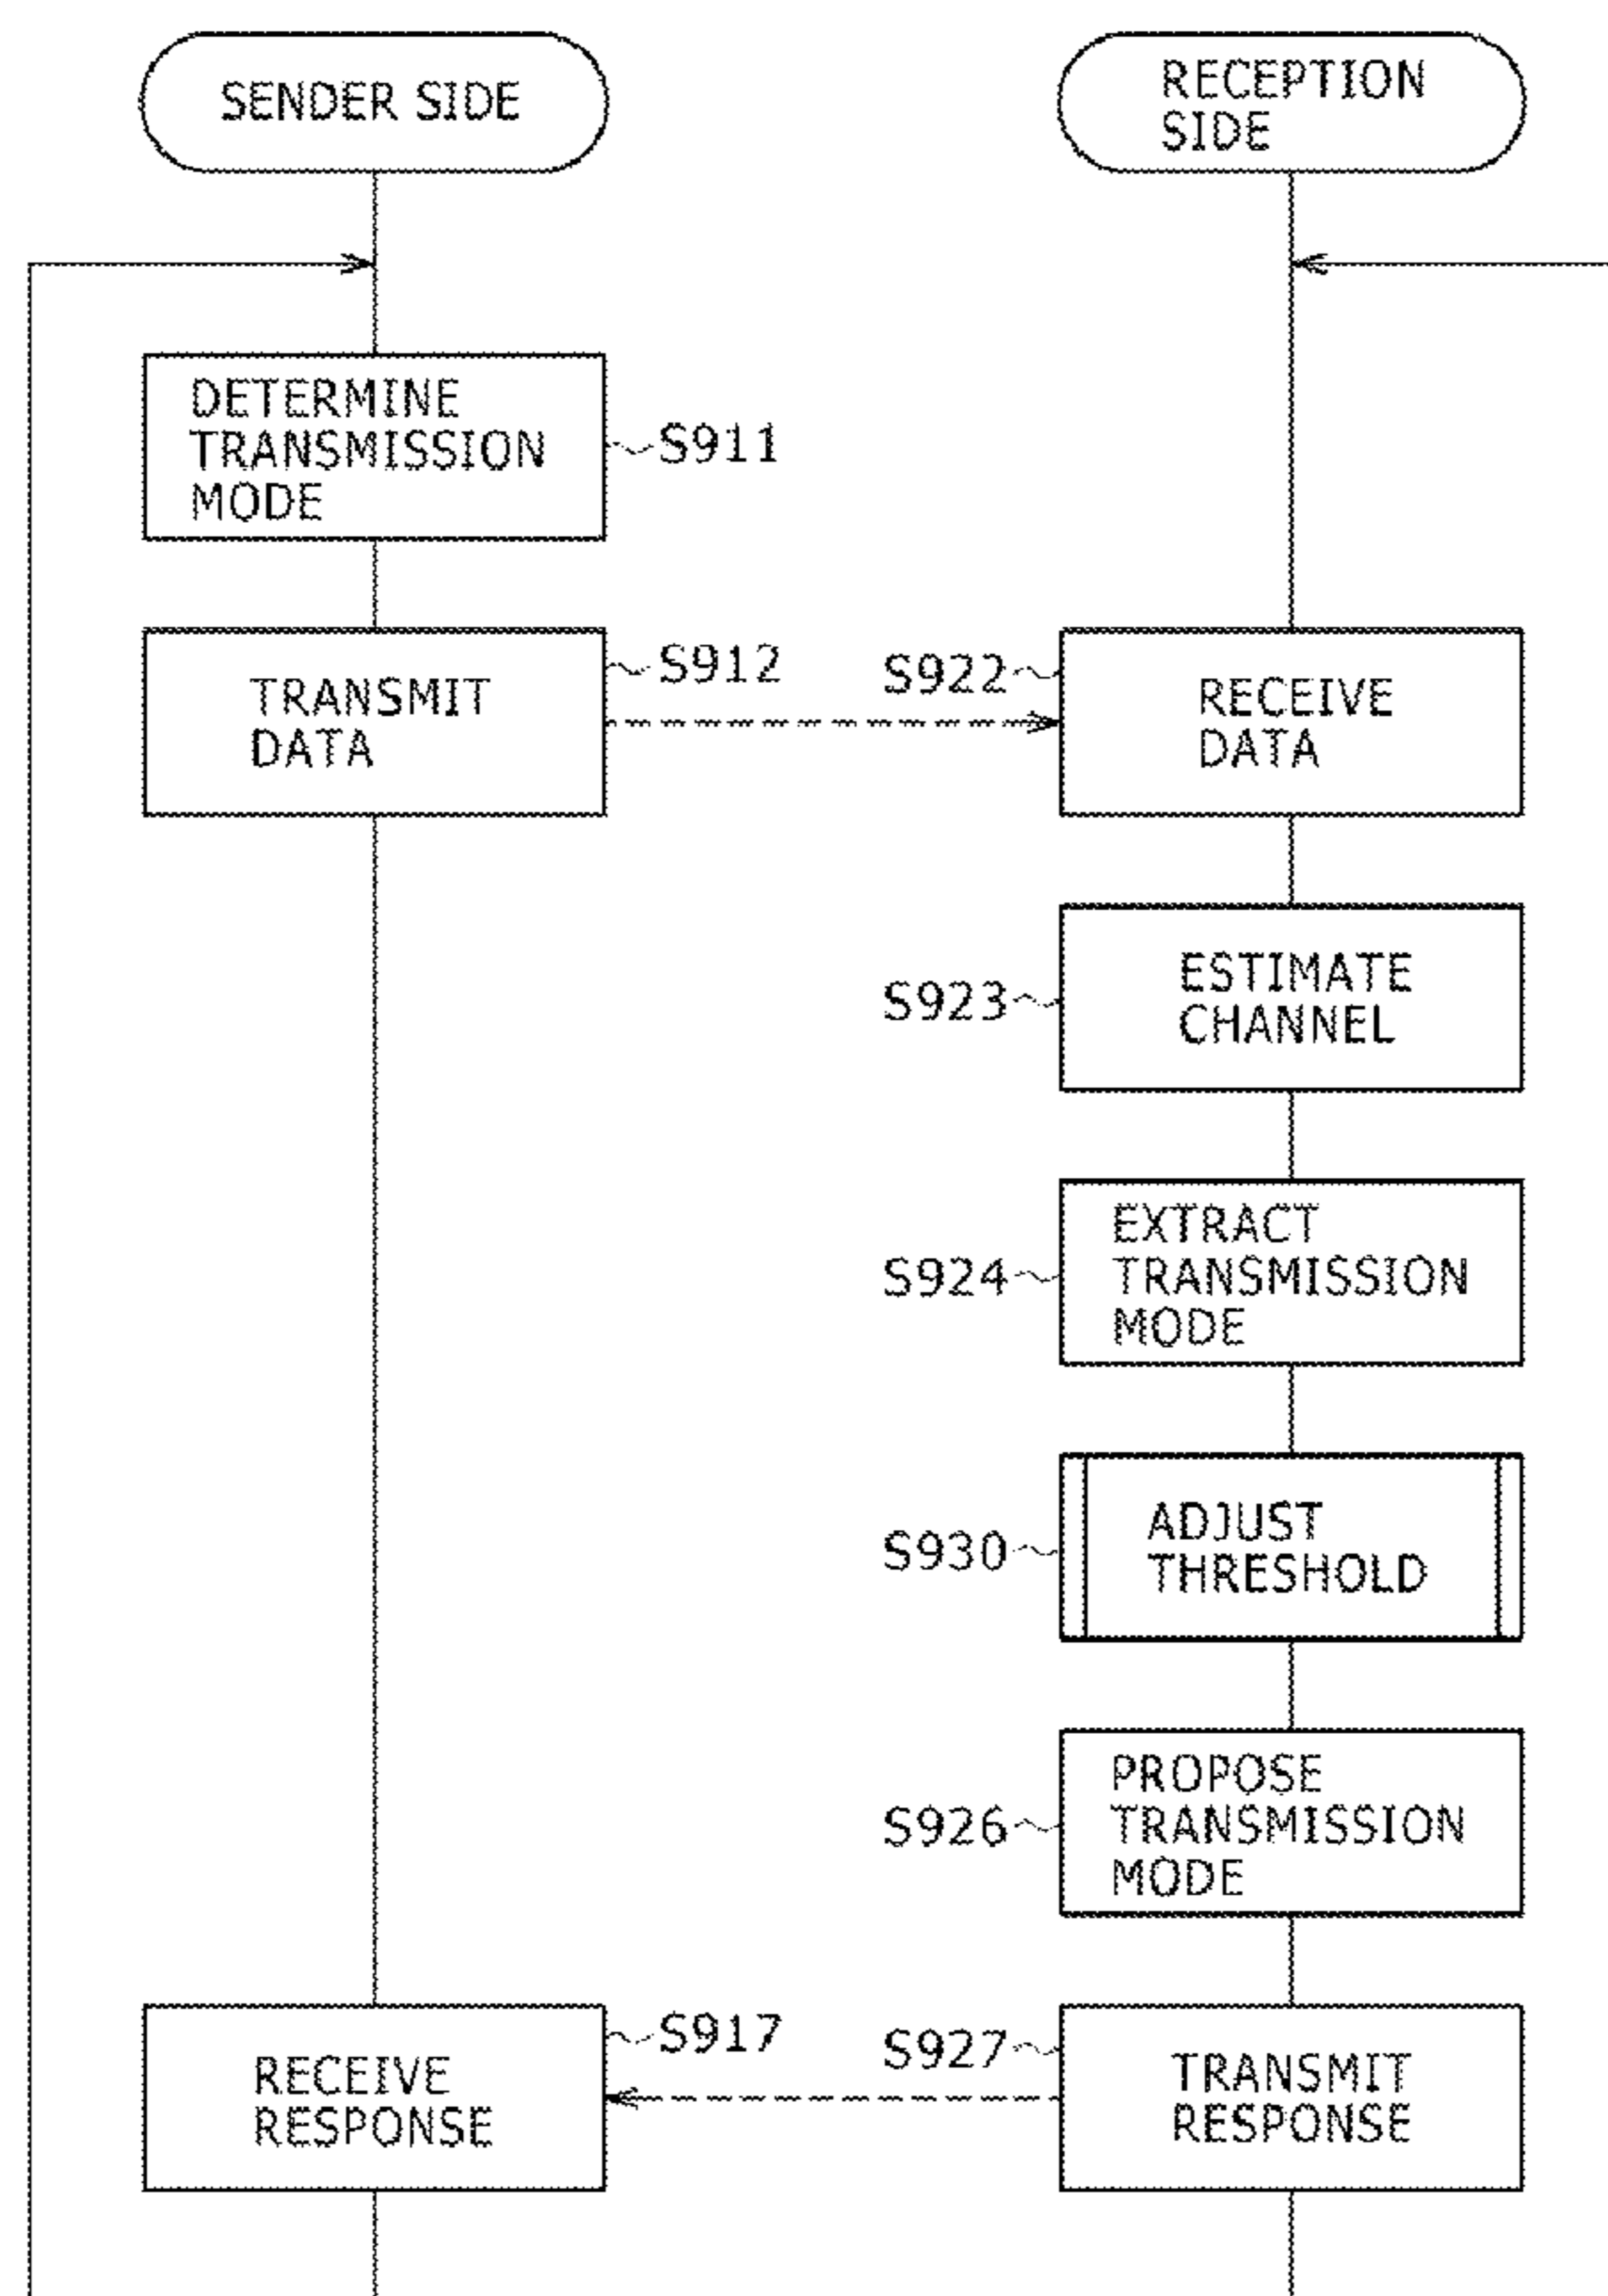 SENDER SIDE
RECEPTION
SIDE
DETERMINE
TRANSMISSION
MODE
S911
TRANSMIT
DATA
S912
S922
RECEIVE
DATA
S923
ESTIMATE
CHANNEL
S924
EXTRACT
TRANSMISSION
MODE
S930
ADJUST
THRESHOLD
S926
PROPOSE
TRANSMISSION
MODE
RECEIVE
RESPONSE
S917
S927
TRANSMIT
RESPONSE